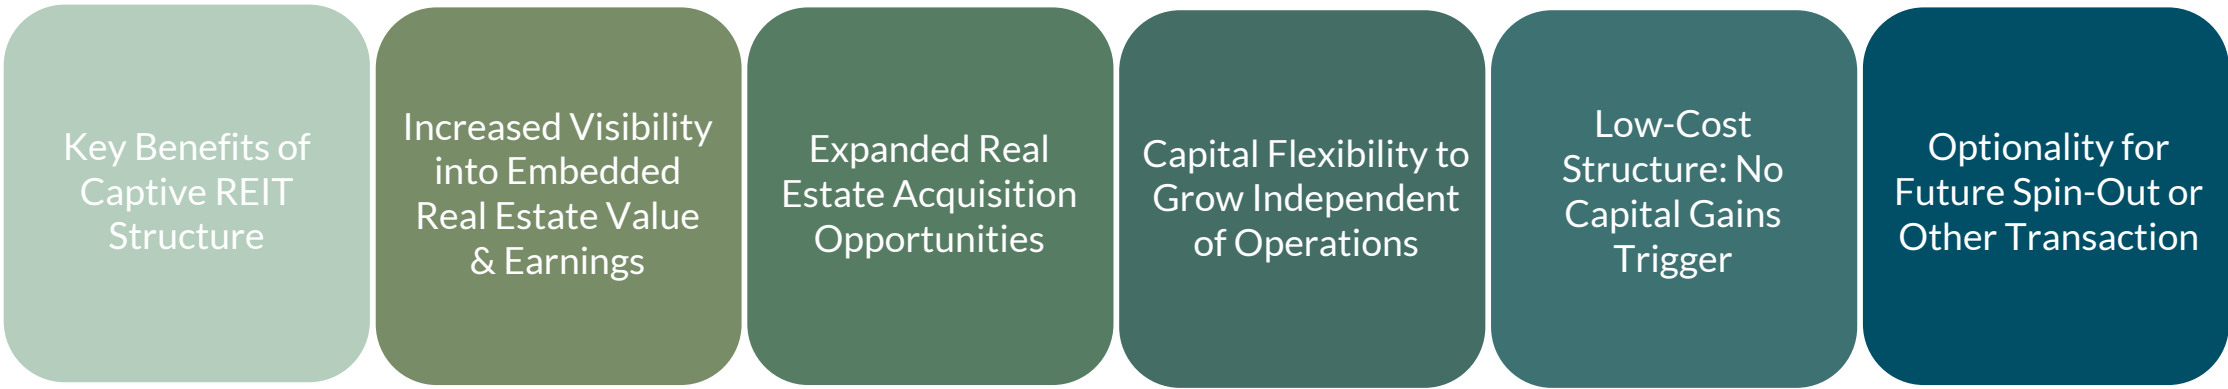 Key Benefits of
Captive REIT
Structure
Increased Visibility
into Embedded
Real Estate Value
& Earnings
Expanded Real
Estate Acquisition
Opportunities
Capital Flexibility to
Grow Independent
of Operations
Low-Cost
Structure: No
Capital Gains
Trigger
Optionality for
Future Spin-Out or
Other Transaction